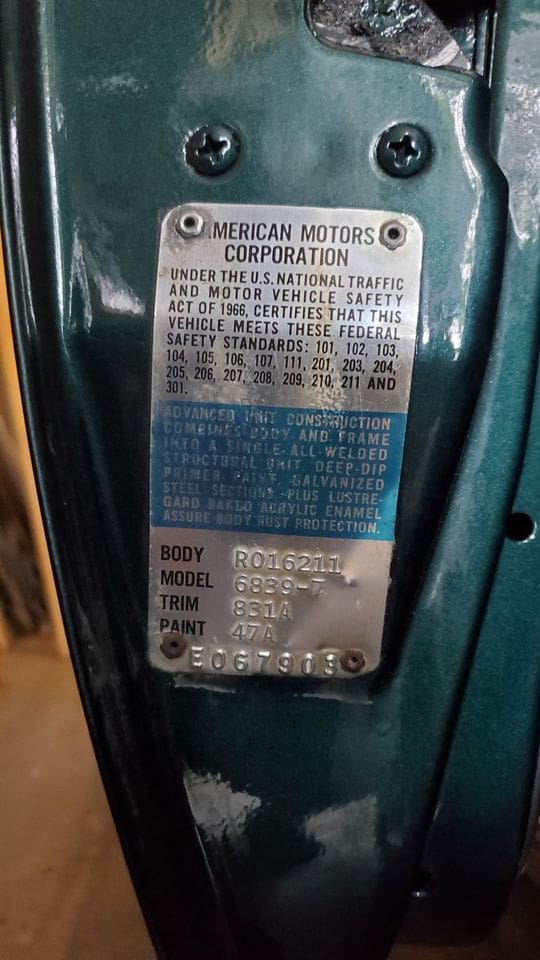 MERICAN MOTORS
CORPORATION
UNDER THE U.S. NATIONAL TRAFFIC
AND MOTOR VEHICLE SAFETY
ACT OF 1966, CERTIFIES THAT THIS
VEHICLE MEETS THESE FEDERAL
SAFETY STANDARDS: 101, 102, 103,
104, 105, 106, 107, 111, 201, 203, 204,
205, 206, 207, 208, 209, 210, 211 AND
301.
ADVANCED UNIT CONSTRUCTION
COMBINES BODY AND FRAME
INTO A SINGLE ALL-WELDED
STRUCTURAL UNIT. DEEP-DIP
PRIMER PAINT, GALVANIZED
STEEL SECTIONS PLUS LUSTRE-
GARD BAKED ACRYLIC ENAMEL
ASSURE BODY RUST PROTECTION.
BODY RO16211
MODEL 6839-7
TRIM 831A
PAINT 47A
E067903